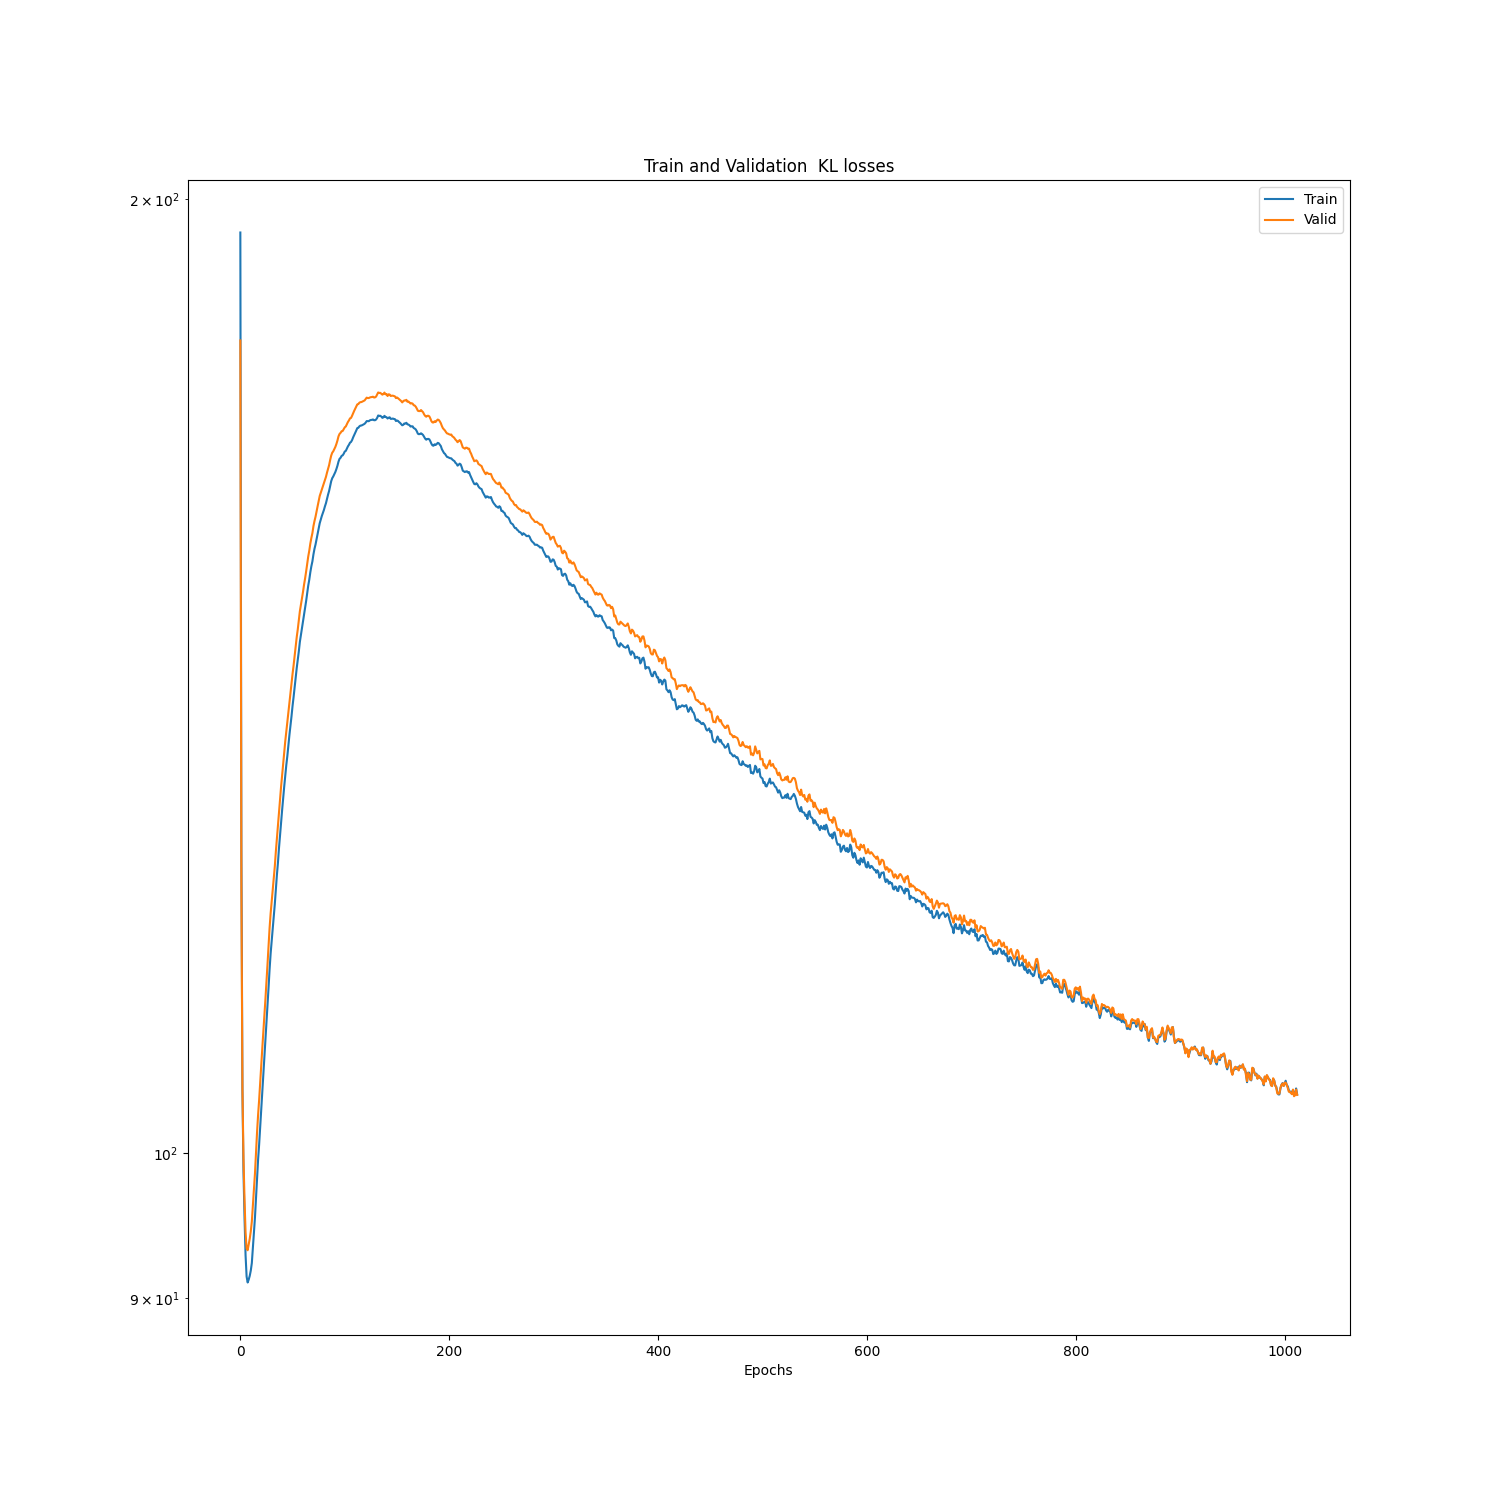 Train and Validation  KL losses
2 × 10²
Train
Valid
10²
9 × 10¹
0 200 400 600 800 1000
Epochs